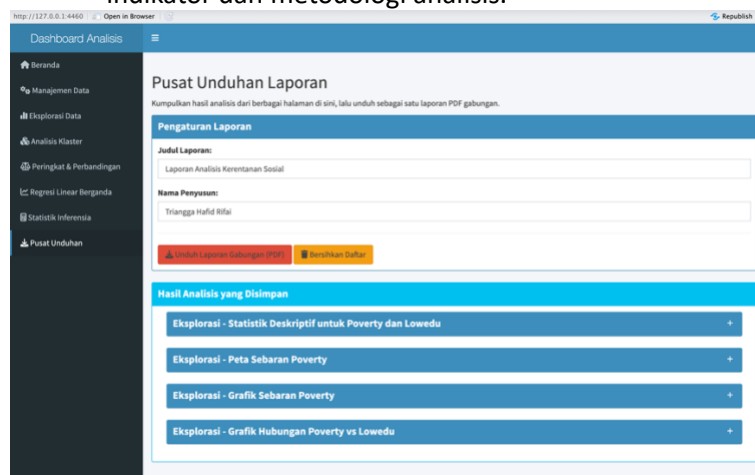 indikator dan metodologi analisis.
http://127.0.0.1:4460 Open in Browser Republish
Dashboard Analisis
Beranda
Manajemen Data
Eksplorasi Data
Analisis Klaster
Peringkat & Perbandingan
Regresi Linear Berganda
Statistik Inferensia
Pusat Unduhan
Pusat Unduhan Laporan
Kumpulkan hasil analisis dari berbagai halaman di sini, lalu unduh sebagai satu laporan PDF gabungan.
Pengaturan Laporan
Judul Laporan:
Laporan Analisis Kerentanan Sosial
Nama Penyusun:
Triangga Hafid Rifai
Unduh Laporan Gabungan (PDF) Bersihkan Daftar
Hasil Analisis yang Disimpan
Eksplorasi - Statistik Deskriptif untuk Poverty dan Lowedu +
Eksplorasi - Peta Sebaran Poverty +
Eksplorasi - Grafik Sebaran Poverty +
Eksplorasi - Grafik Hubungan Poverty vs Lowedu +